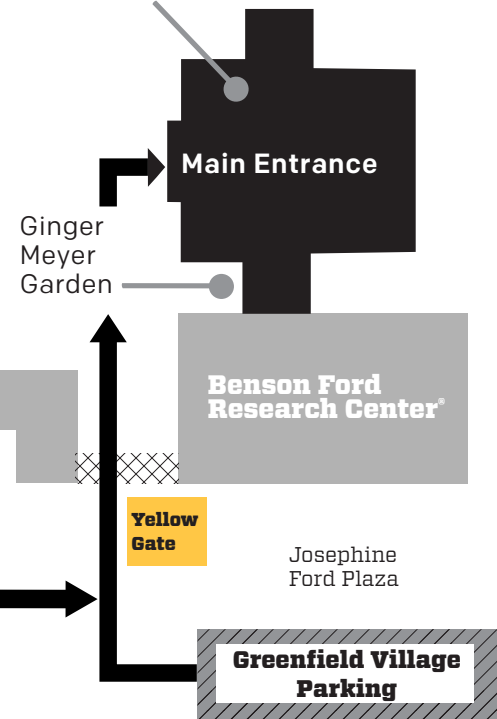 Main Entrance
Ginger
Meyer
Garden
Benson Ford
Research Center®
Yellow
Gate
Josephine
Ford Plaza
Greenfield Village
Parking